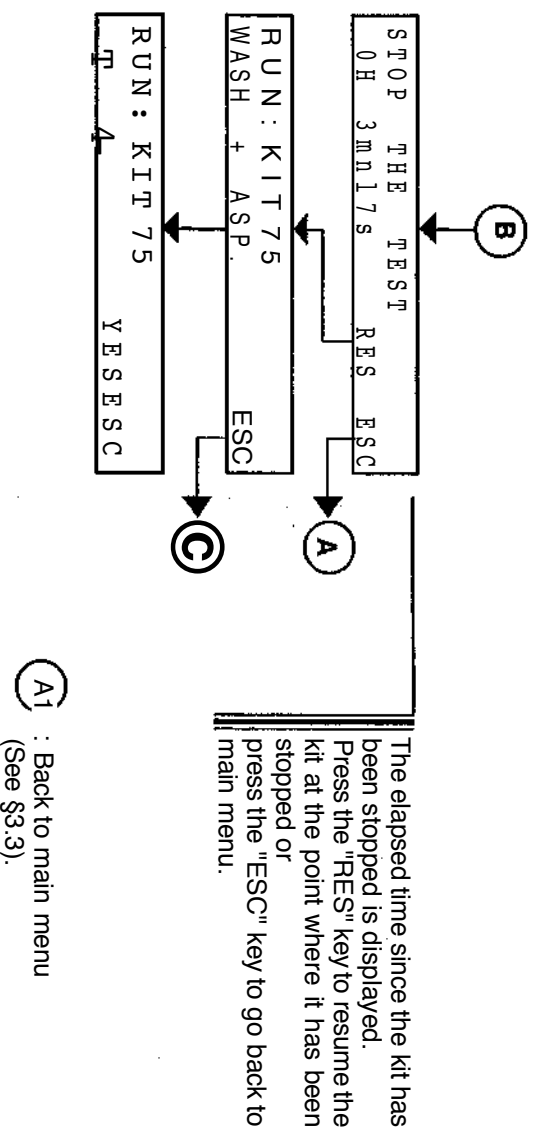 B
STOP THE TEST
0H 3mn17s RES ESC
A
The elapsed time since the kit has
been stopped is displayed.
Press the "RES" key to resume the
kit at the point where it has been
stopped or
press the "ESC" key to go back to
main menu.
RUN: KIT 75
WASH + ASP. ESC
C
RUN: KIT 75
T 4 YESESC
A1 : Back to main menu
(See §3.3).